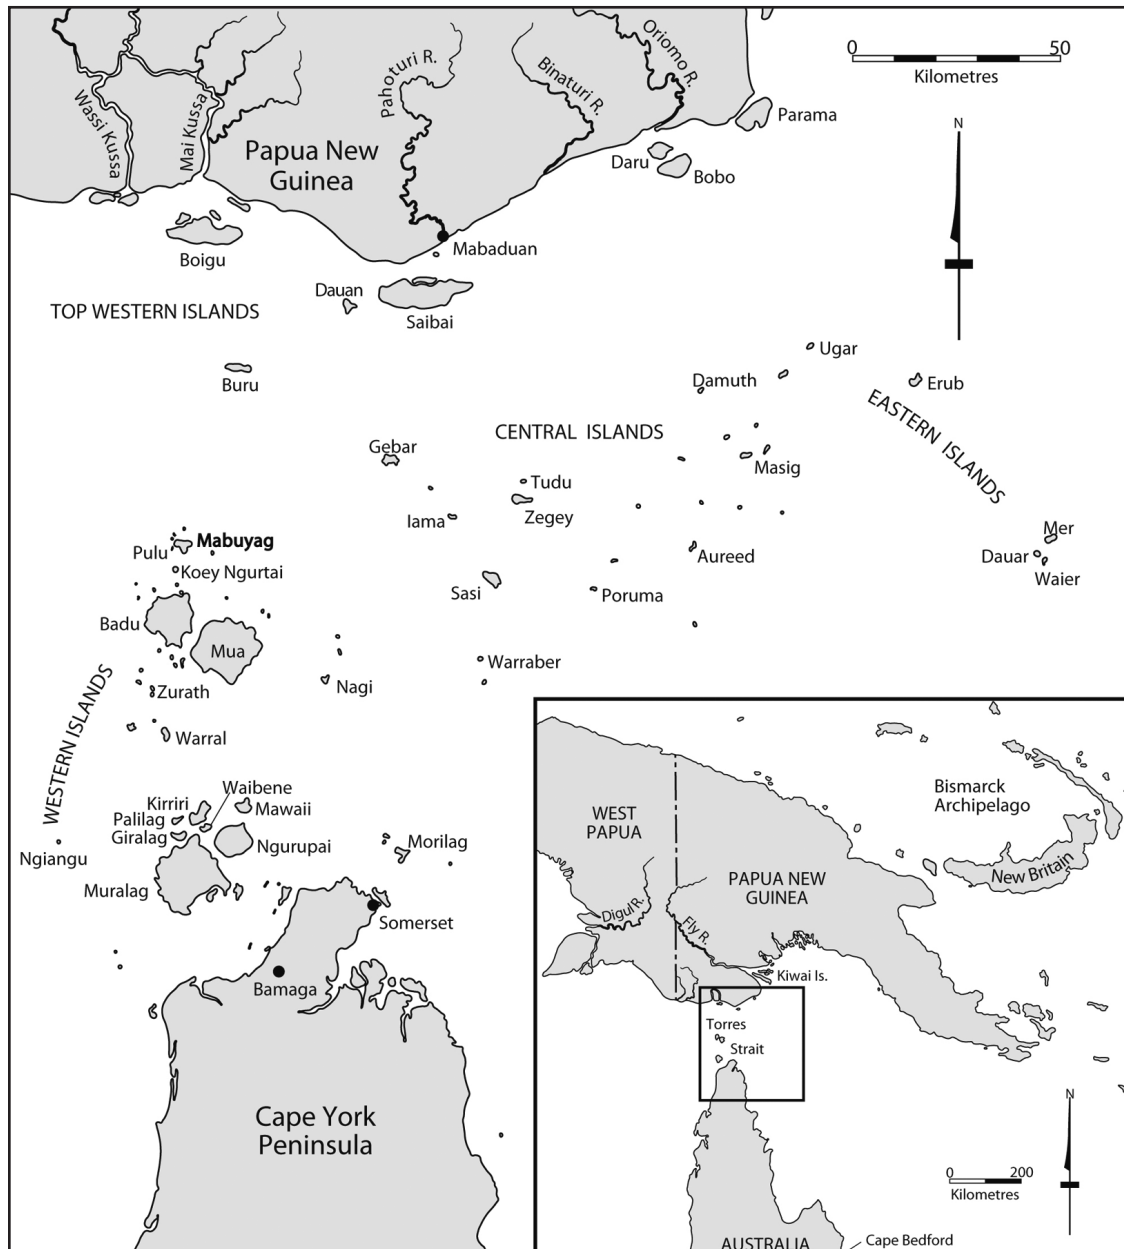 0 50
Kilometres
N
Wassi Kussa
Mai Kussa
Pahoturi R.
Binaturi R.
Oriomo R.
Parama
Papua New
Guinea
Daru
Bobo
Mabaduan
Boigu
Dauan
Saibai
TOP WESTERN ISLANDS
Buru
Ugar
Damuth
Erub
EASTERN ISLANDS
CENTRAL ISLANDS
Gebar
Masig
Tudu
Zegey
Iama
Mabuyag
Pulu
Koey Ngurtai
Aureed
Mer
Dauar
Waier
Sasi
Poruma
Badu
Mua
Warraber
Nagi
Zurath
WESTERN ISLANDS
Warral
Waibene
Kirriri
Mawaii
Palilag
Giralag
Ngurupai
Morilag
Ngiangu
Muralag
Somerset
Bamaga
Cape York
Peninsula
Bismarck
Archipelago
WEST
PAPUA
New Britain
PAPUA NEW
GUINEA
Digul R.
Fly R.
Kiwai Is.
Torres
Strait
N
0 200
Kilometres
AUSTRALIA
Cape Bedford